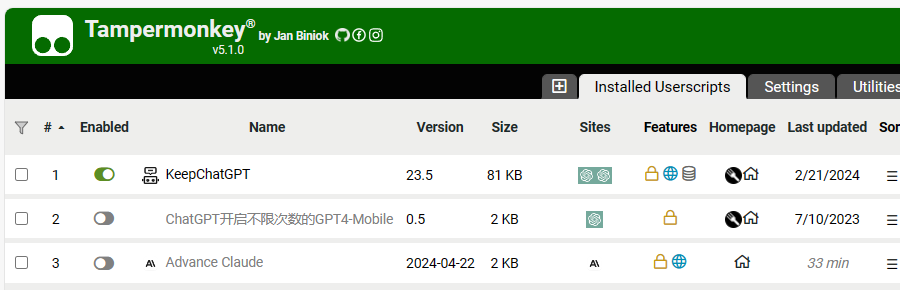 Tampermonkey® by Jan Biniok
v5.1.0
Installed Userscripts Settings Utilities
# Enabled Name Version Size Sites Features Homepage Last updated Sor
1 KeepChatGPT 23.5 81 KB 2/21/2024
2 ChatGPT开启不限次数的GPT4-Mobile 0.5 2 KB 7/10/2023
3 Advance Claude 2024-04-22 2 KB 33 min